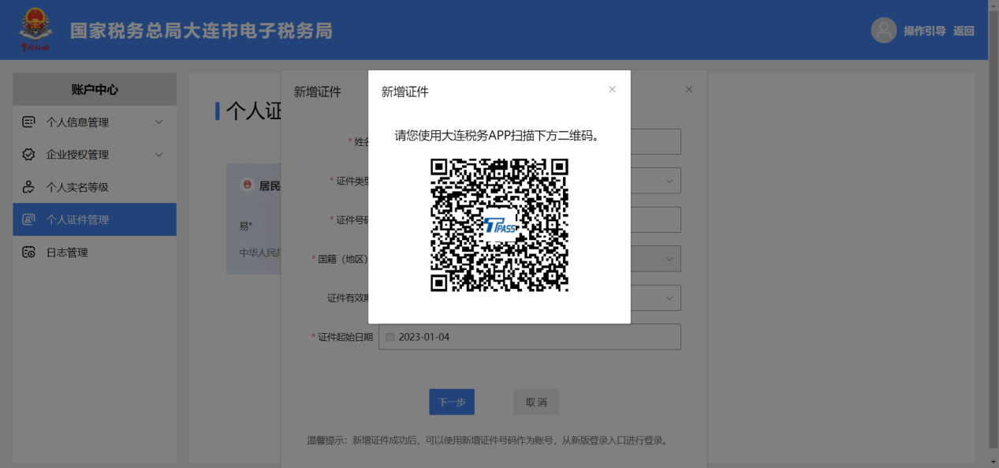 国家税务总局大连市电子税务局
操作引导 返回
账户中心
个人信息管理
企业授权管理
个人实名等级
个人证件管理
日志管理
个人证
居民
易*
中华人民共
新增证件
* 姓名
* 证件类型
* 证件号码
* 国籍（地区）
证件有效期
* 证件起始日期
2023-01-04
下一步
取消
温馨提示：新增证件成功后，可以使用新增证件号码作为账号，从新版登录入口进行登录。
新增证件
请您使用大连税务APP扫描下方二维码。
TPASS